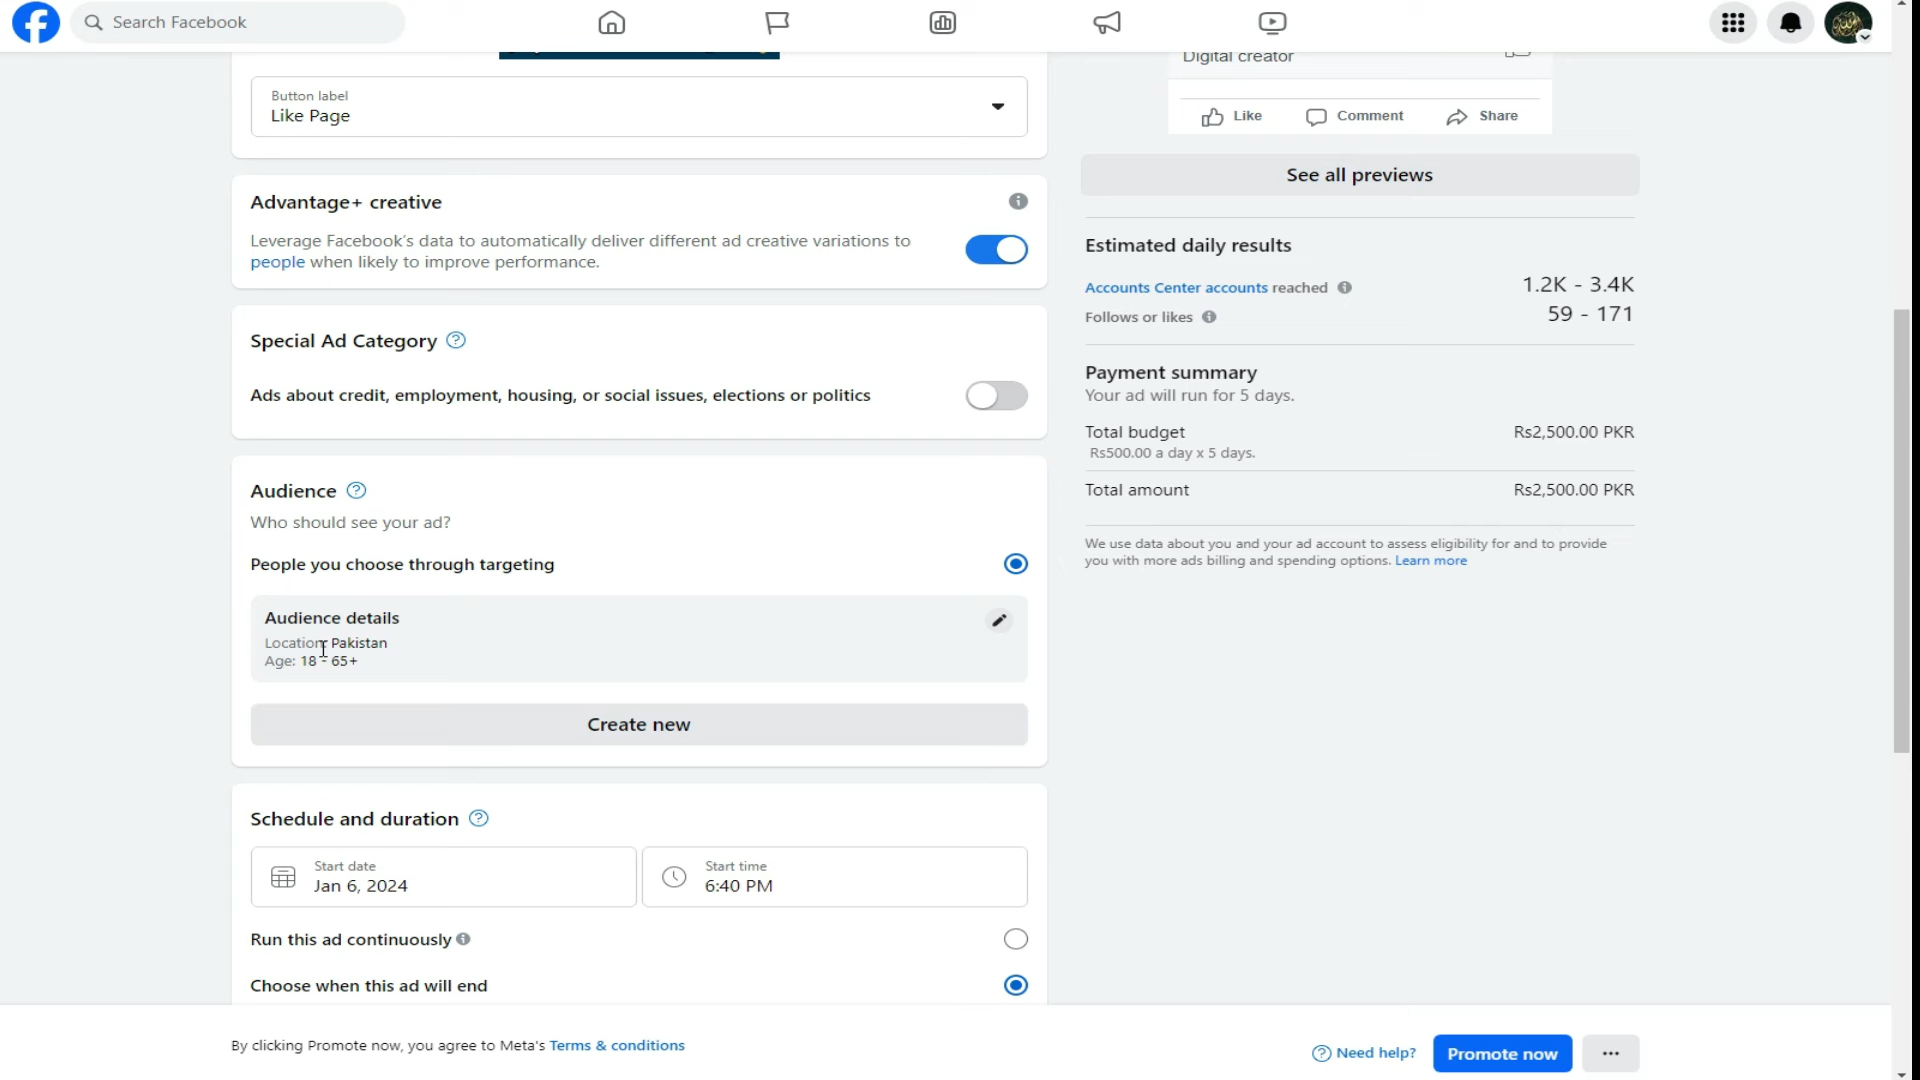 Search Facebook
Button label
Like Page
Advantage+ creative
Leverage Facebook's data to automatically deliver different ad creative variations to
people when likely to improve performance.
Special Ad Category
Ads about credit, employment, housing, or social issues, elections or politics
Audience
Who should see your ad?
People you choose through targeting
Audience details
Location: Pakistan
Age: 18 - 65+
Create new
Schedule and duration
Start date
Jan 6, 2024
Start time
6:40 PM
Run this ad continuously
Choose when this ad will end
Digital creator
Like
Comment
Share
See all previews
Estimated daily results
Accounts Center accounts reached
1.2K - 3.4K
Follows or likes
59 - 171
Payment summary
Your ad will run for 5 days.
Total budget
Rs2,500.00 PKR
Rs500.00 a day x 5 days.
Total amount
Rs2,500.00 PKR
We use data about you and your ad account to assess eligibility for and to provide
you with more ads billing and spending options. Learn more
By clicking Promote now, you agree to Meta's Terms & conditions
Need help?
Promote now